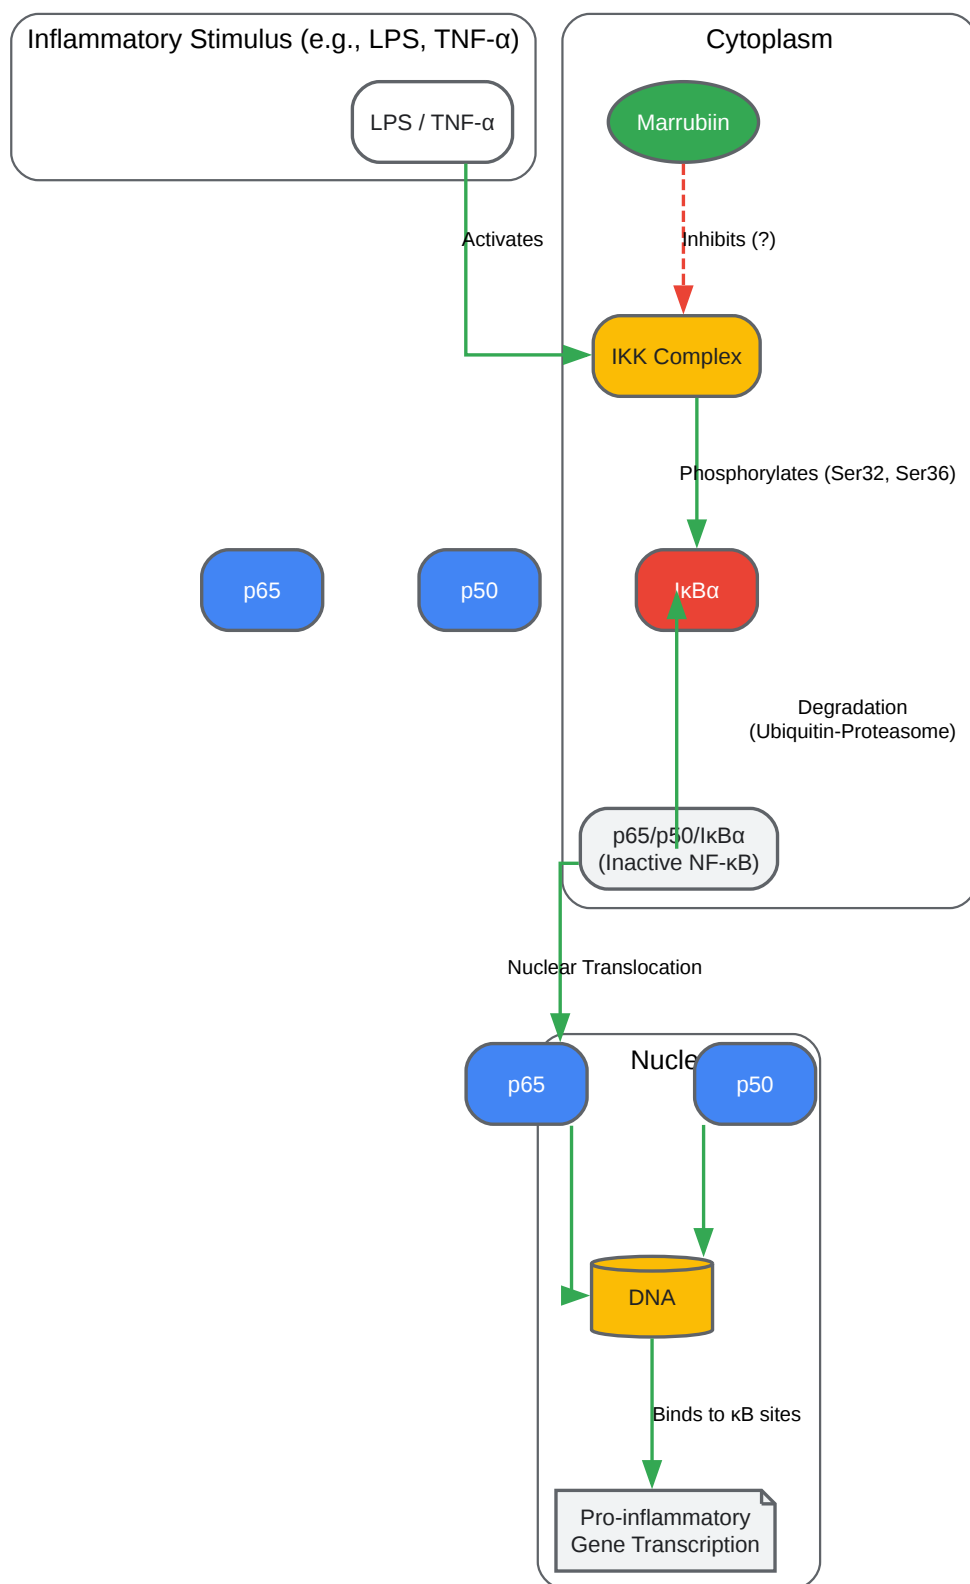 Inflammatory Stimulus (e.g., LPS, TNF-α)
Cytoplasm
LPS / TNF-α
Marrubiin
Activates
Inhibits (?)
IKK Complex
Phosphorylates (Ser32, Ser36)
p65
p50
IκBα
Degradation
(Ubiquitin-Proteasome)
p65/p50/IκBα
(Inactive NF-κB)
Nuclear Translocation
p65
p50
DNA
Binds to κB sites
Pro-inflammatory
Gene Transcription